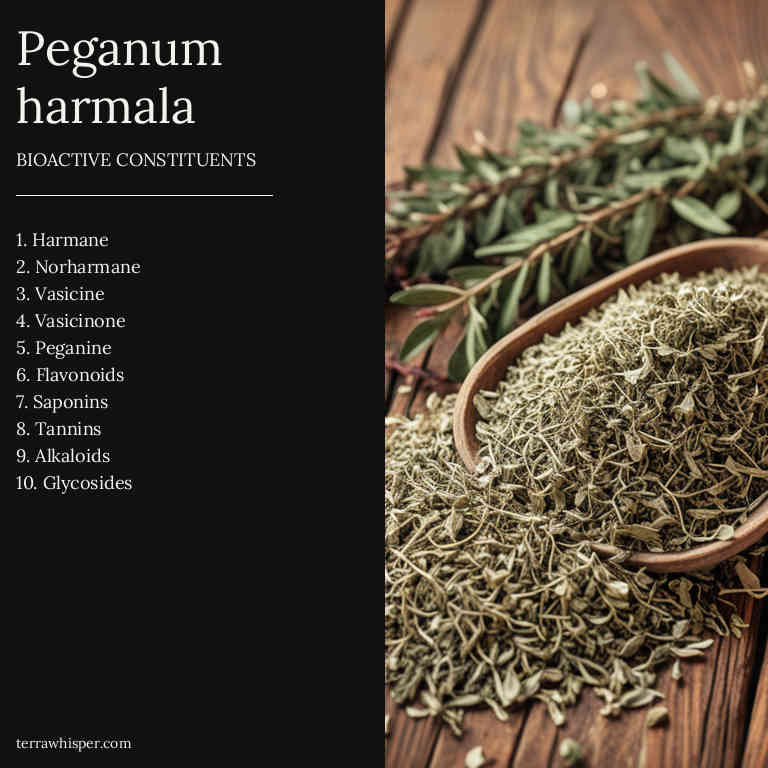 Peganum
harmala
BIOACTIVE CONSTITUENTS
1. Harmane
2. Norharmane
3. Vasicine
4. Vasicinone
5. Peganine
6. Flavonoids
7. Saponins
8. Tannins
9. Alkaloids
10. Glycosides
terrawhisper.com